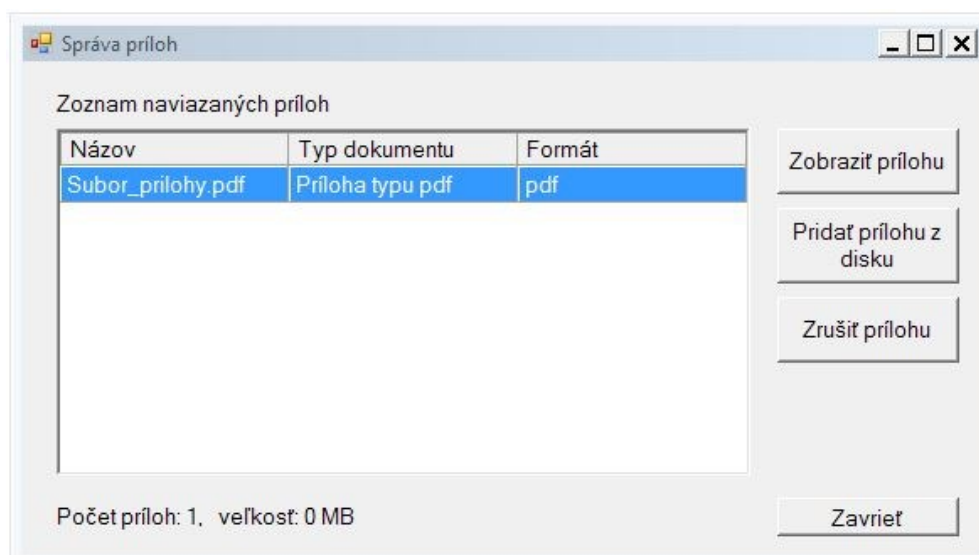 Správa príloh
Zoznam naviazaných príloh
Názov Typ dokumentu Formát
Subor_prilohy.pdf Príloha typu pdf pdf
Zobraziť prílohu
Pridať prílohu z
disku
Zrušiť prílohu
Počet príloh: 1, veľkosť: 0 MB
Zavrieť